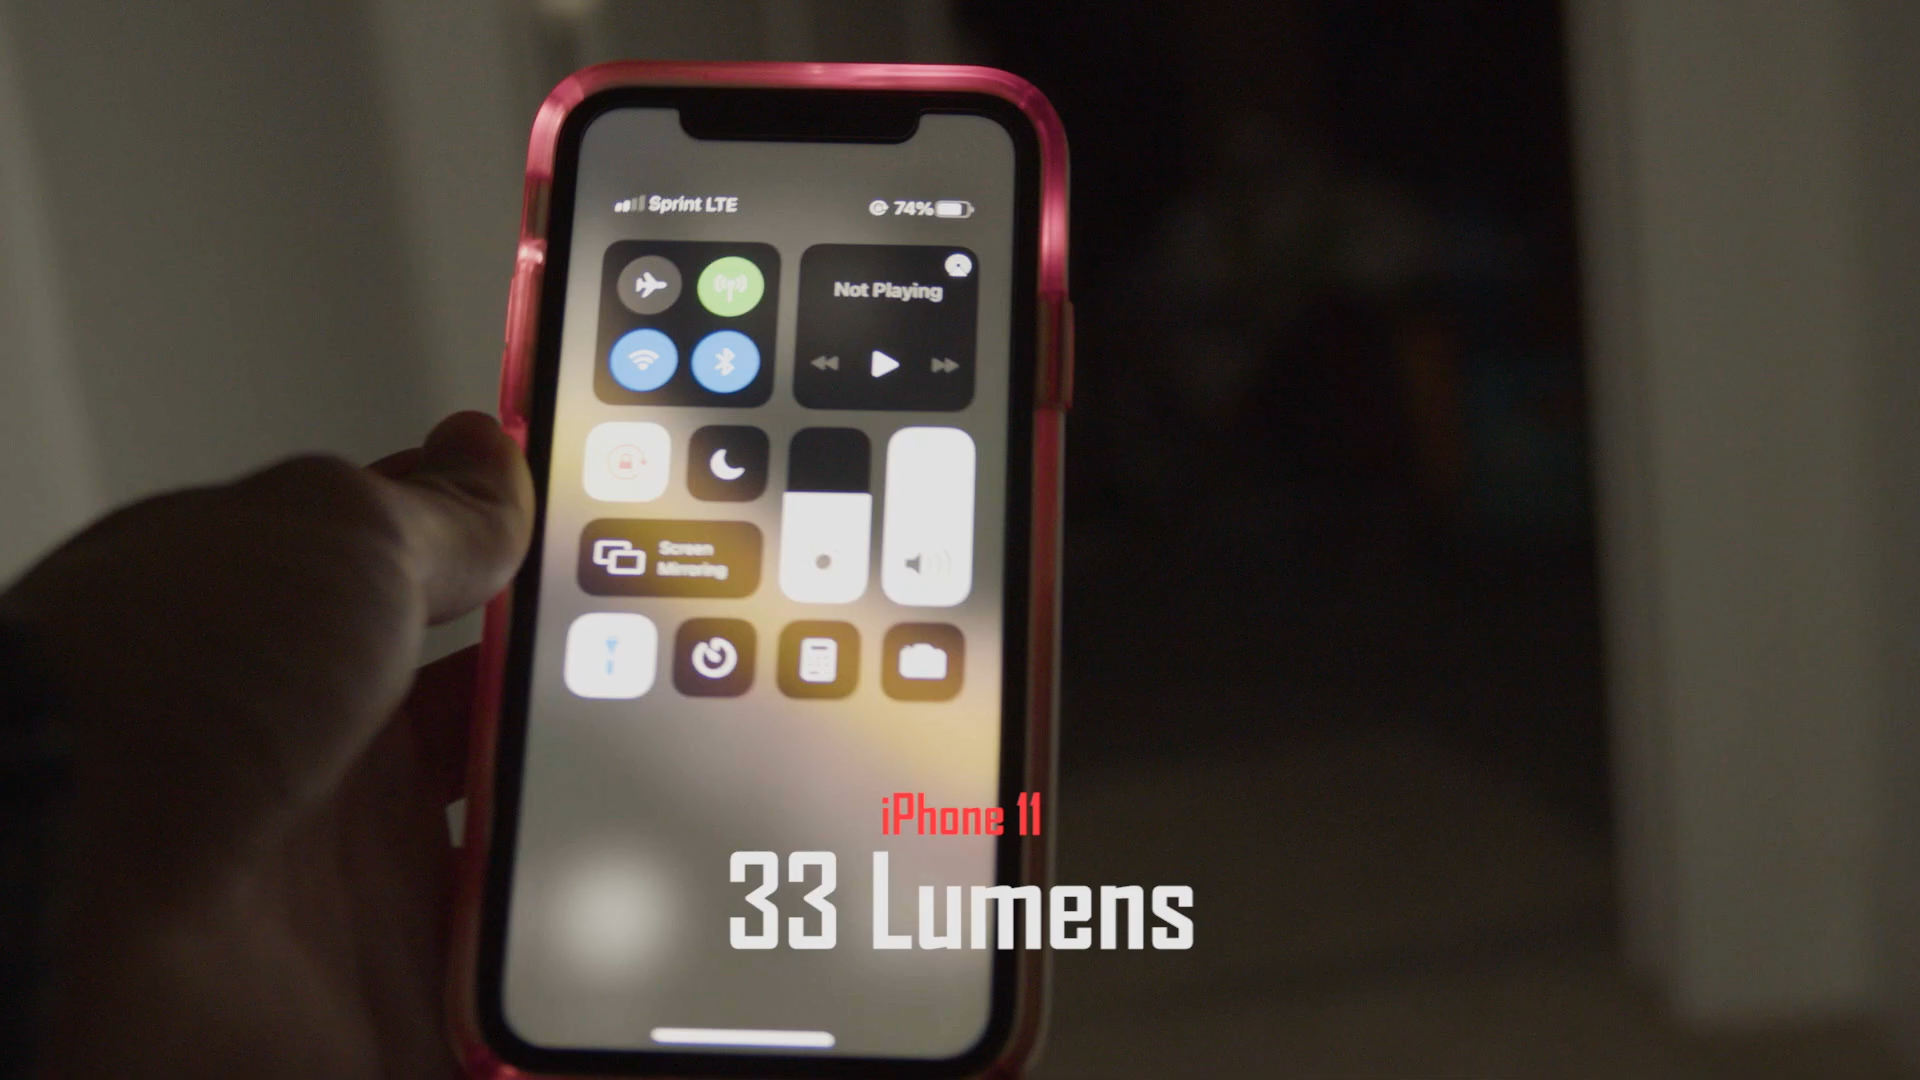 Sprint LTE
74%
Not Playing
Screen
Mirroring
iPhone 11
33 Lumens